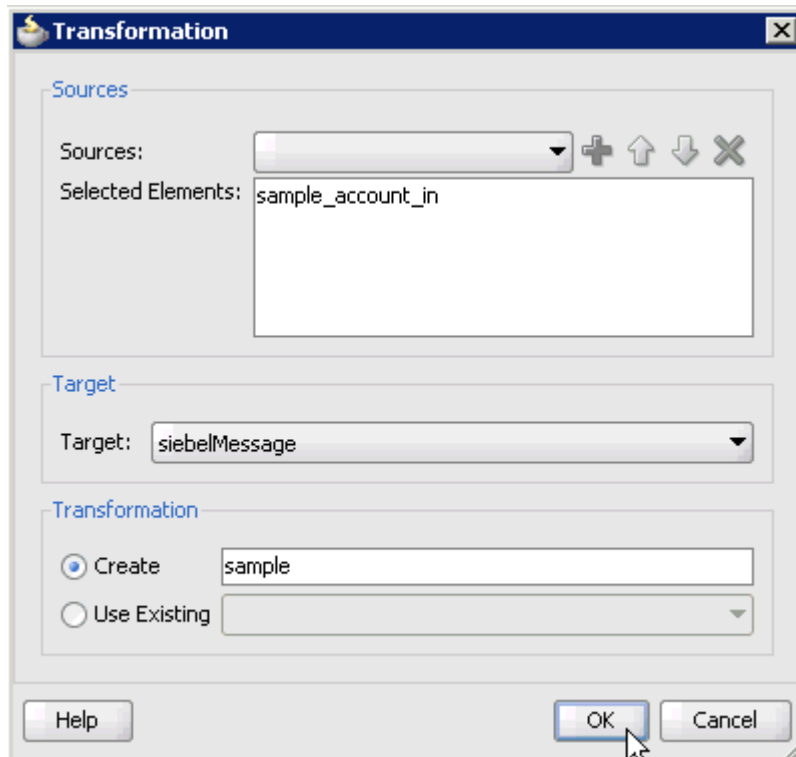 Transformation
Sources
Sources:
Selected Elements: sample_account_in
Target
Target: siebelMessage
Transformation
Create sample
Use Existing
Help OK Cancel